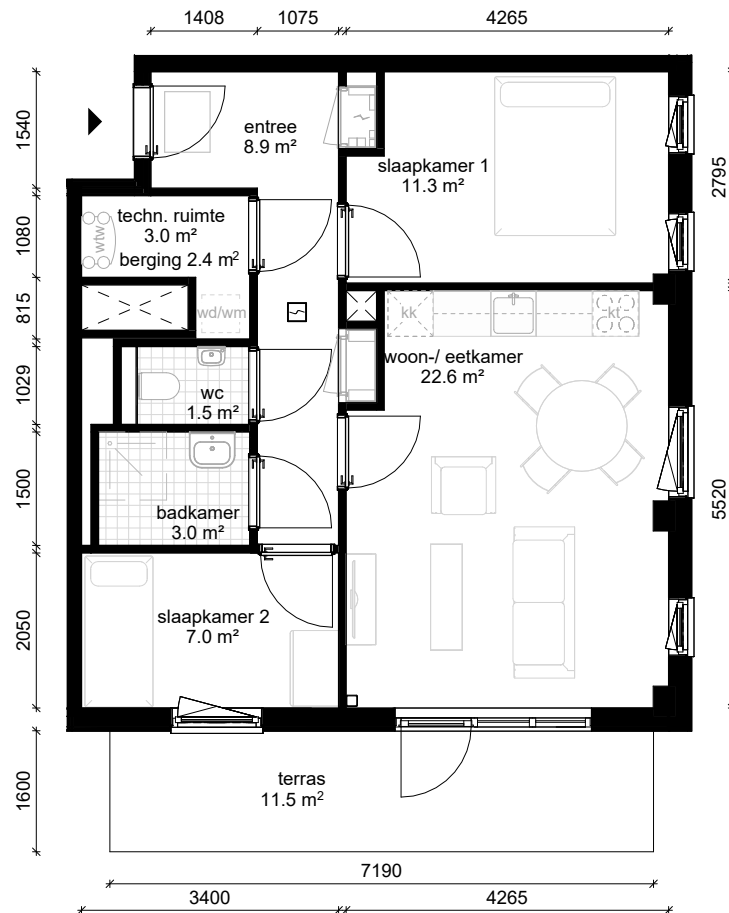 1408
1075
4265
1540
1080
815
1029
1500
2050
1600
2795
5520
entree
8.9 m²
slaapkamer 1
11.3 m²
techn. ruimte
3.0 m²
berging 2.4 m²
wtw
wd/wm
kk
kt
woon-/ eetkamer
22.6 m²
wc
1.5 m²
badkamer
3.0 m²
slaapkamer 2
7.0 m²
terras
11.5 m²
7190
3400
4265